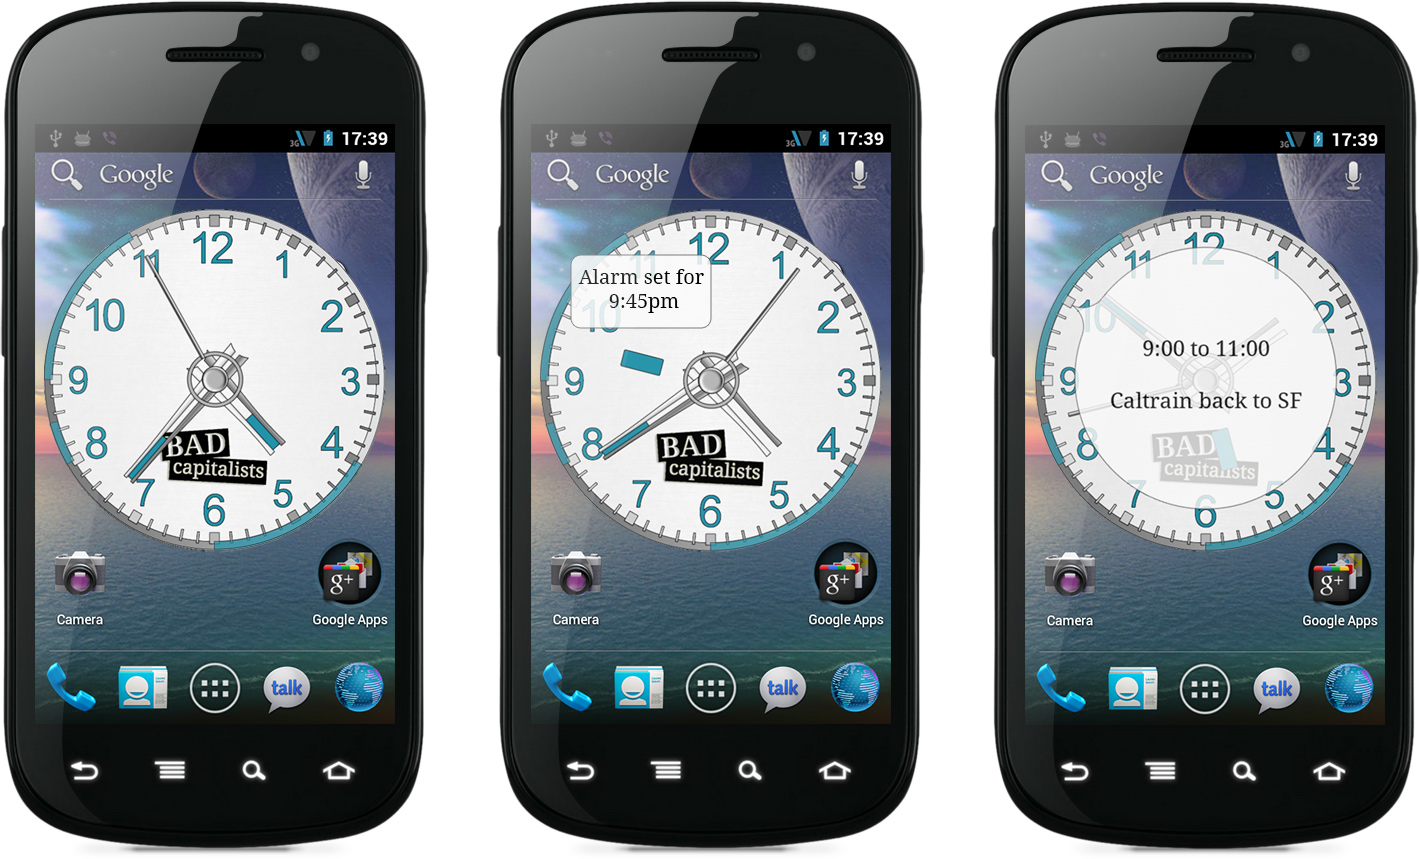 3G 17:39
Google
12
11 1
10 2
9 3
8 4
BAD
capitalists
7 5
6
g+
Camera Google Apps
talk
3G 17:39
Google
12
11 1
Alarm set for
9:45pm
10 2
9 3
8 4
BAD
capitalists
7 5
6
g+
Camera Google Apps
talk
3G 17:39
Google
12
11 1
10 2
9:00 to 11:00
9 3
Caltrain back to SF
8 4
BAD
capitalists
7 5
6
g+
Camera Google Apps
talk